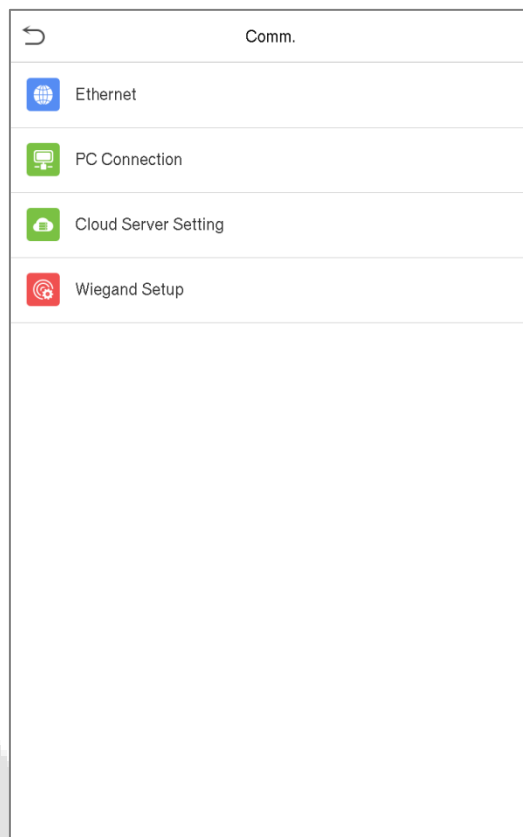 Comm.
Ethernet
PC Connection
Cloud Server Setting
Wiegand Setup